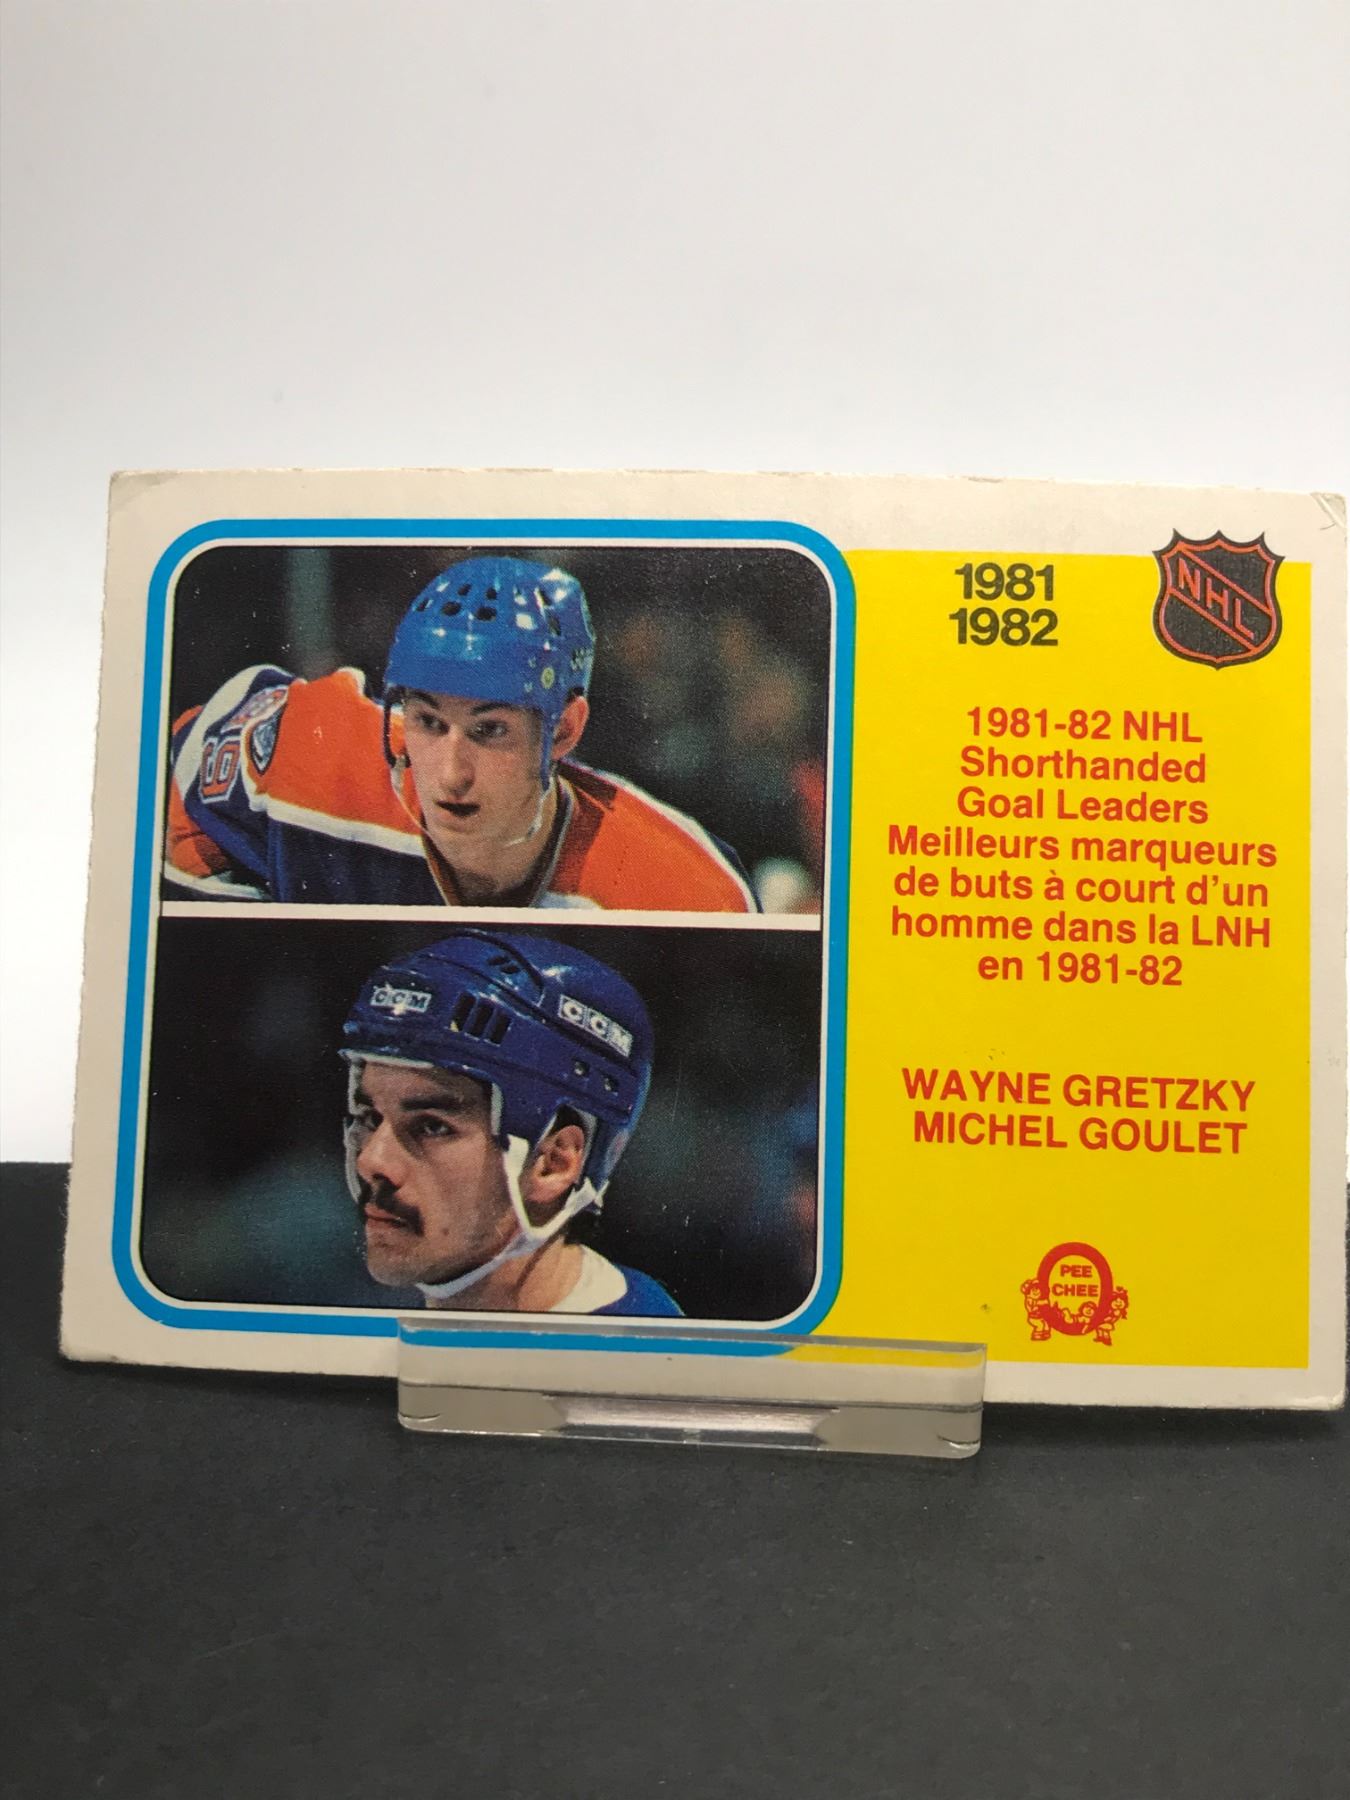 1981
1982
NHL
1981-82 NHL
Shorthanded
Goal Leaders
Meilleurs marqueurs
de buts à court d'un
homme dans la LNH
en 1981-82
WAYNE GRETZKY
MICHEL GOULET
PEE
CHEE
CCM
CCM